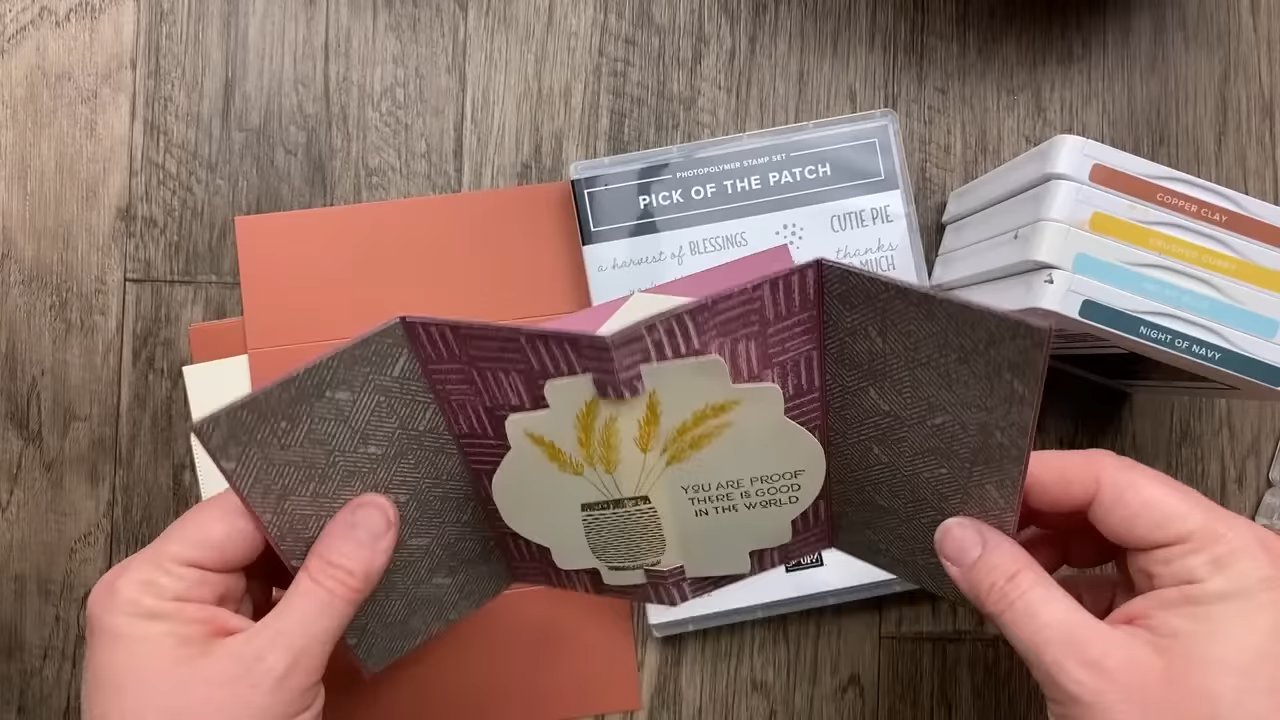 PHOTOPOLYMER STAMP SET
PICK OF THE PATCH
CUTIE PIE
a harvest of BLESSINGS
thanks
MUCH
COPPER CLAY
CRUSHED CURRY
NIGHT OF NAVY
YOU ARE PROOF
THERE IS GOOD
IN THE WORLD